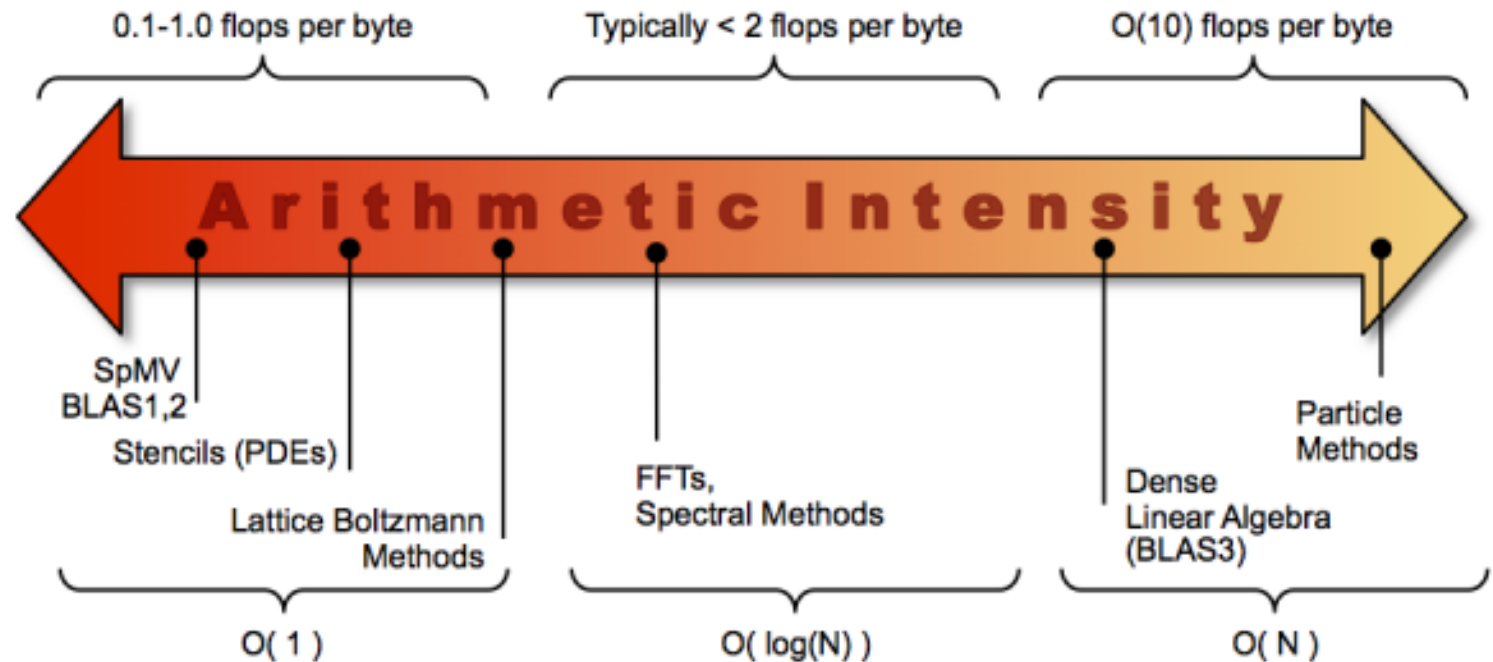 0.1-1.0 flops per byte
Typically < 2 flops per byte
O(10) flops per byte
Arithmetic Intensity
SpMV
BLAS1,2
Stencils (PDEs)
Lattice Boltzmann
Methods
FFTs,
Spectral Methods
Dense
Linear Algebra
(BLAS3)
Particle
Methods
O( 1 )
O( log(N) )
O( N )